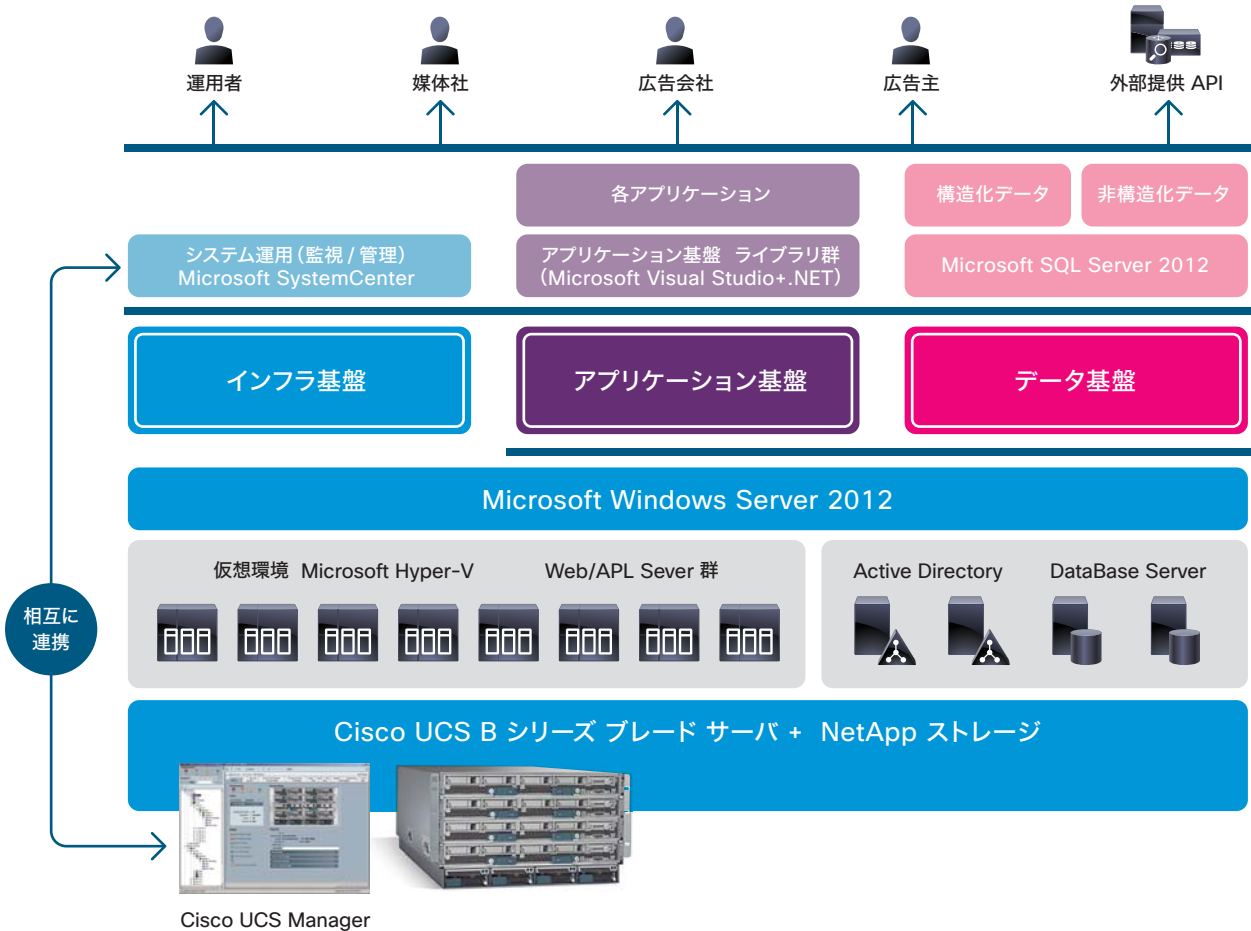 運用者
媒体社
広告会社
広告主
外部提供 API
各アプリケーション
構造化データ
非構造化データ
システム運用（監視 / 管理）
Microsoft SystemCenter
アプリケーション基盤 ライブラリ群
（Microsoft Visual Studio+.NET）
Microsoft SQL Server 2012
インフラ基盤
アプリケーション基盤
データ基盤
Microsoft Windows Server 2012
仮想環境 Microsoft Hyper-V
Web/APL Sever 群
Active Directory
DataBase Server
相互に
連携
Cisco UCS B シリーズ ブレード サーバ + NetApp ストレージ
Cisco UCS Manager